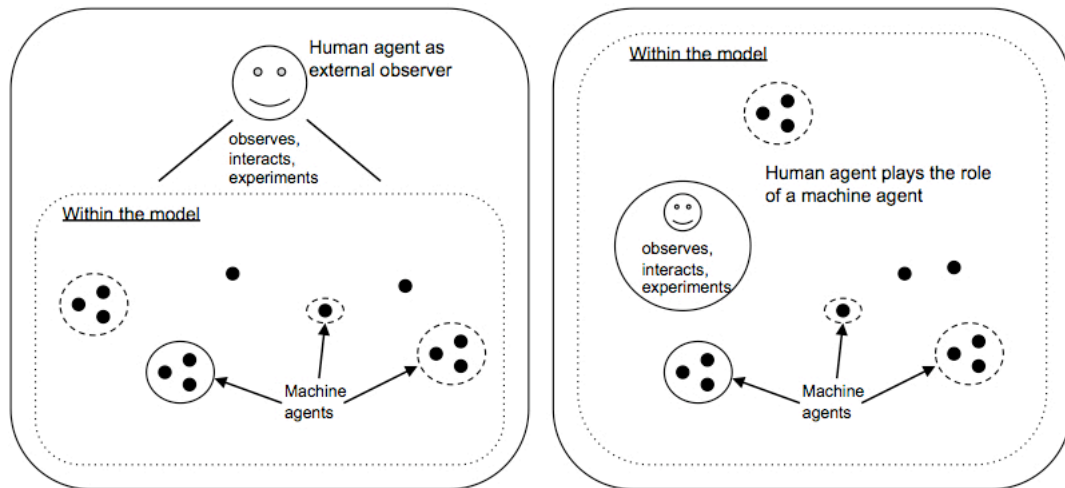 Human agent as
external observer
observes,
interacts,
experiments
Within the model
Machine
agents
Within the model
Human agent plays the role
of a machine agent
observes,
interacts,
experiments
Machine
agents